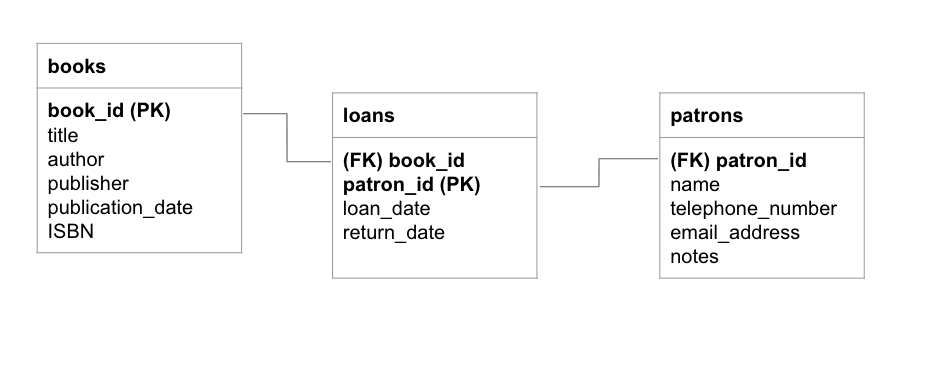 books
book_id (PK)
title
author
publisher
publication_date
ISBN
loans
(FK) book_id
patron_id (PK)
loan_date
return_date
patrons
(FK) patron_id
name
telephone_number
email_address
notes